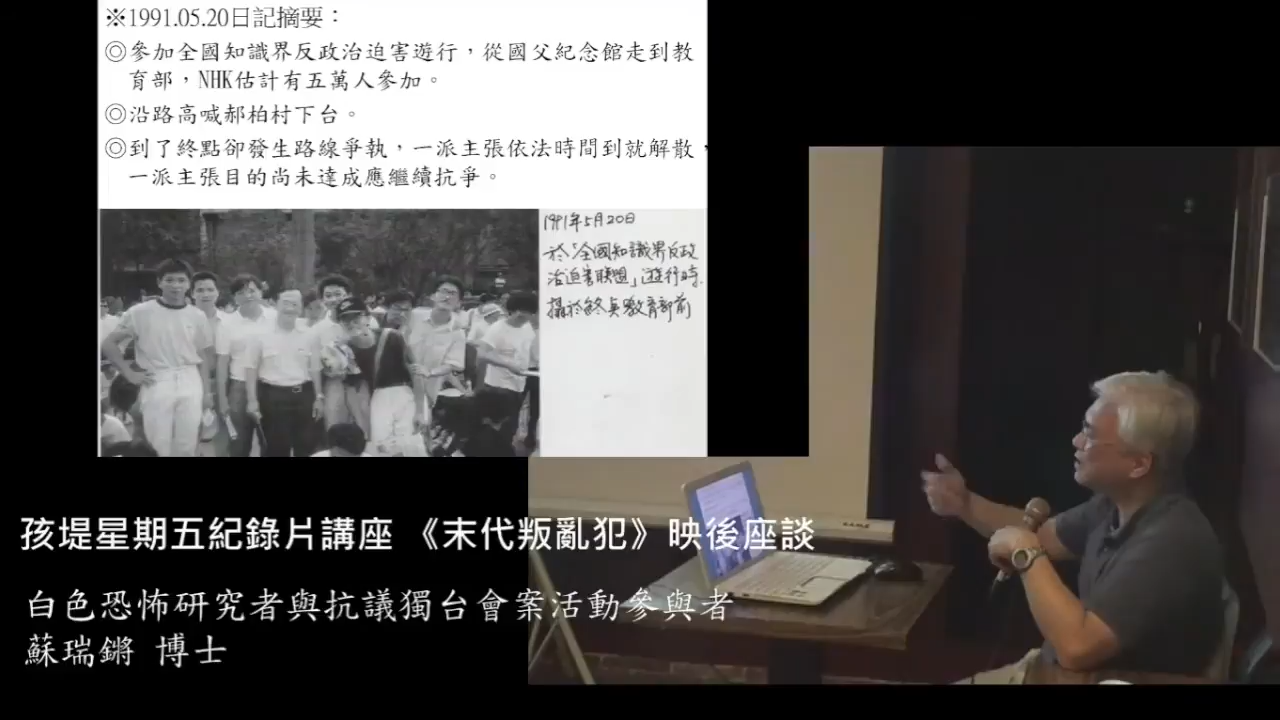 ※1991.05.20日記摘要：
◎參加全國知識界反政治迫害遊行，從國父紀念館走到教
育部，NHK估計有五萬人參加。
◎沿路高喊郝柏村下台。
◎到了終點卻發生路線爭執，一派主張依法時間到就解散，
一派主張目的尚未達成應繼續抗爭。
1991年5月20日
於「全國知識界反政
治迫害聯盟」遊行時.
攝於終點教育部前
孩堤星期五紀錄片講座 《末代叛亂犯》映後座談
白色恐怖研究者與抗議獨台會案活動參與者
蘇瑞鏘 博士